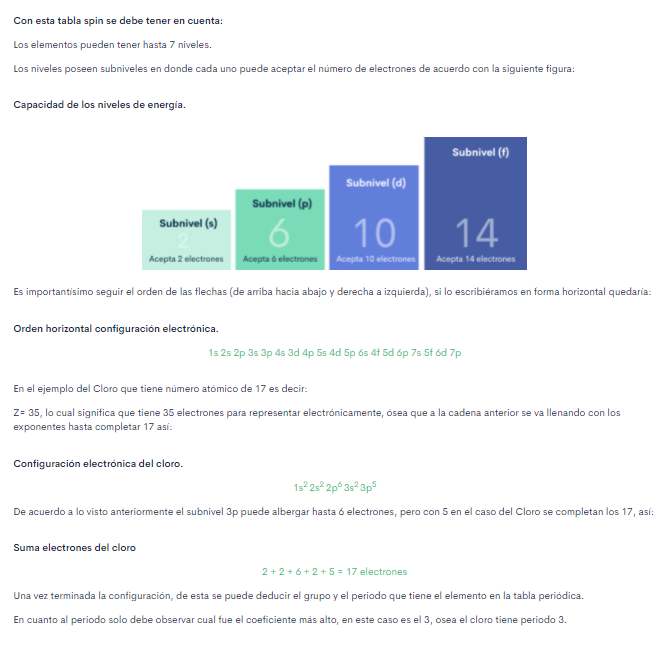 Con esta tabla spin se debe tener en cuenta:
Los elementos pueden tener hasta 7 niveles.
Los niveles poseen subniveles en donde cada uno puede aceptar el número de electrones de acuerdo con la siguiente figura:
Capacidad de los niveles de energía.
Subnivel (s)
2
Acepta 2 electrones
Subnivel (p)
6
Acepta 6 electrones
Subnivel (d)
10
Acepta 10 electrones
Subnivel (f)
14
Acepta 14 electrones
Es importantísimo seguir el orden de las flechas (de arriba hacia abajo y derecha a izquierda), si lo escribiéramos en forma horizontal quedaría:
Orden horizontal configuración electrónica.
1s 2s 2p 3s 3p 4s 3d 4p 5s 4d 5p 6s 4f 5d 6p 7s 5f 6d 7p
En el ejemplo del Cloro que tiene número atómico de 17 es decir:
Z= 35, lo cual significa que tiene 35 electrones para representar electrónicamente, ósea que a la cadena anterior se va llenando con los
exponentes hasta completar 17 así:
Configuración electrónica del cloro.
1s² 2s² 2p⁶ 3s² 3p⁵
De acuerdo a lo visto anteriormente el subnivel 3p puede albergar hasta 6 electrones, pero con 5 en el caso del Cloro se completan los 17, así:
Suma electrones del cloro
2 + 2 + 6 + 2 + 5 = 17 electrones
Una vez terminada la configuración, de esta se puede deducir el grupo y el periodo que tiene el elemento en la tabla periódica.
En cuanto al periodo solo debe observar cual fue el coeficiente más alto, en este caso es el 3, osea el cloro tiene periodo 3.